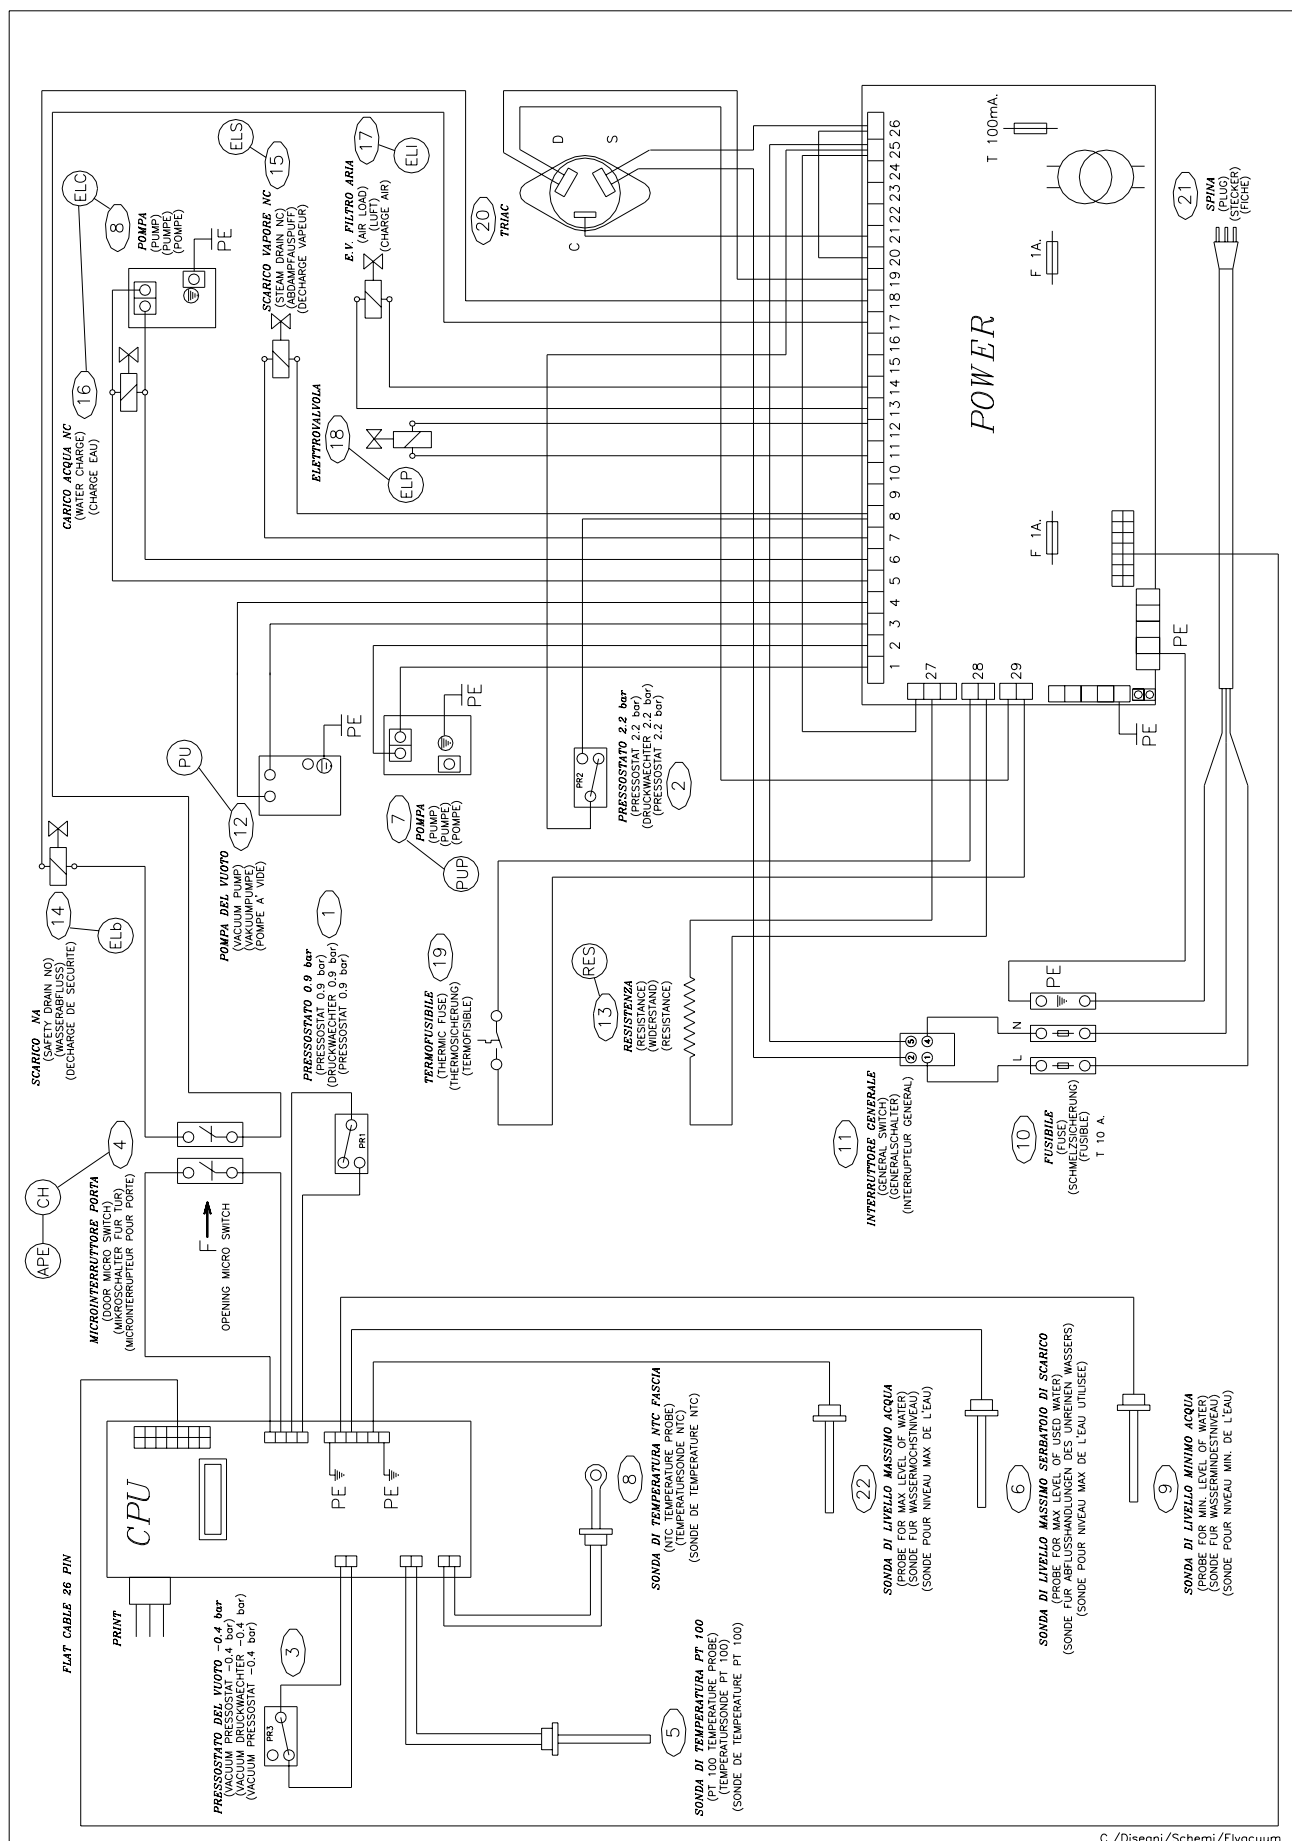 C /Disegni/Schemi/Elvacuum
FLAT CABLE 26 PIN
PRINT
CPU
PE
PE
PRESSOSTATO DEL VUOTO -0.4 bar
(VACUUM PRESSOSTAT -0.4 bar)
(VACUUM DRUCKWAECHTER -0.4 bar)
(VACUUM PRESSOSTAT -0.4 bar)
3
PR3
SONDA DI TEMPERATURA PT 100
(PT 100 TEMPERATURE PROBE)
(TEMPERATURSONDE PT 100)
(SONDE DE TEMPERATURE PT 100)
5
SONDA DI TEMPERATURA NTC FASCIA
(NTC TEMPERATURE PROBE)
(TEMPERATURSONDE NTC)
(SONDE DE TEMPERATURE NTC)
8
SONDA DI LIVELLO MASSIMO ACQUA
(PROBE FOR MAX LEVEL OF WATER)
(SONDE FUR WASSERMOCHSTNIVEAU)
(SONDE POUR NIVEAU MAX DE L'EAU)
22
SONDA DI LIVELLO MASSIMO SERBATOIO DI SCARICO
(PROBE FOR MAX LEVEL OF USED WATER)
(SONDE FUR ABFLUSSHANDLUNGEN DES UNREINEN WASSERS)
(SONDE POUR NIVEAU MAX DE L'EAU UTILISEE)
6
SONDA DI LIVELLO MINIMO ACQUA
(PROBE FOR MIN. LEVEL OF WATER)
(SONDE FUR WASSERMINDESTNIVEAU)
(SONDE POUR NIVEAU MIN. DE L'EAU)
9
APE
CH
4
MICROINTERRUTTORE PORTA
(DOOR MICRO SWITCH)
(MIKROSCHALTER FUR TUR)
(MICROINTERRUPTEUR POUR PORTE)
F
OPENING MICRO SWITCH
SCARICO NA
(SAFETY DRAIN NO)
(WASSERABFLUSS)
(DECHARGE DE SECURITE)
14
ELb
PRESSOSTATO 0.9 bar
(PRESSOSTAT 0.9 bar)
(DRUCKWAECHTER 0.9 bar)
(PRESSOSTAT 0.9 bar)
1
PR1
POMPA DEL VUOTO
(VACUUM PUMP)
(VAKUUMPUMPE)
(POMPE A' VIDE)
12
PU
PE
POMPA
(PUMP)
(PUMPE)
(POMPE)
7
PUP
PE
TERMOFUSIBILE
(THERMIC FUSE)
(THERMOSICHERUNG)
(TERMOFISIBLE)
19
PRESSOSTATO 2.2 bar
(PRESSOSTAT 2.2 bar)
(DRUCKWAECHTER 2.2 bar)
(PRESSOSTAT 2.2 bar)
2
PR2
RES
13
RESISTENZA
(RESISTANCE)
(WIDERSTAND)
(RESISTANCE)
INTERRUTTORE GENERALE
(GENERAL SWITCH)
(GENERALSCHALTER)
(INTERRUPTEUR GENERAL)
11
2 5
1 4
L
N
PE
10
FUSIBILE
(FUSE)
(SCHMELZSICHERUNG)
(FUSIBLE)
T 10 A.
ELC
8
POMPA
(PUMP)
(PUMPE)
(POMPE)
PE
16
CARICO ACQUA NC
(WATER CHARGE)
(CHARGE EAU)
ELS
15
SCARICO VAPORE NC
(STEAM DRAIN NC)
(ABDAMPFAUSPUFF)
(DECHARGE VAPEUR)
17
ELI
E.V. FILTRO ARIA
(AIR LOAD)
(LUFT)
(CHARGE AIR)
ELETTROVALVOLA
18
ELP
20
TRIAC
D
S
C
1 2 3 4 5 6 7 8 9 10 11 12 13 14 15 16 17 18 19 20 21 22 23 24 25 26
27
28
29
POWER
T 100mA.
F 1A.
F 1A.
PE
PE
21
SPINA
(PLUG)
(STECKER)
(FICHE)